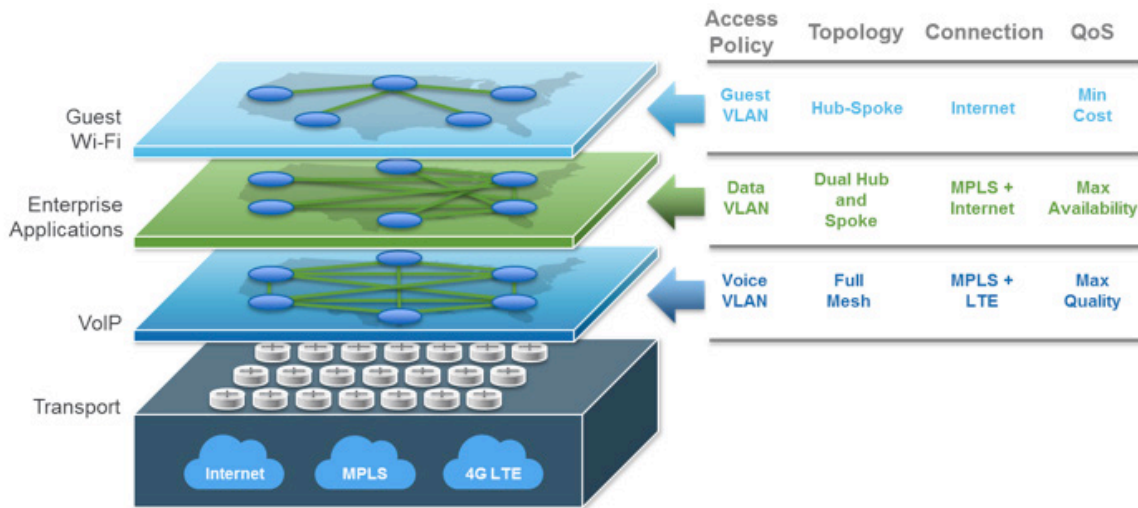 Access
Policy
Topology
Connection
QoS
Guest
Wi-Fi
Guest
VLAN
Hub-Spoke
Internet
Min
Cost
Enterprise
Applications
Data
VLAN
Dual Hub
and
Spoke
MPLS +
Internet
Max
Availability
VoIP
Voice
VLAN
Full
Mesh
MPLS +
LTE
Max
Quality
Transport
Internet
MPLS
4G LTE